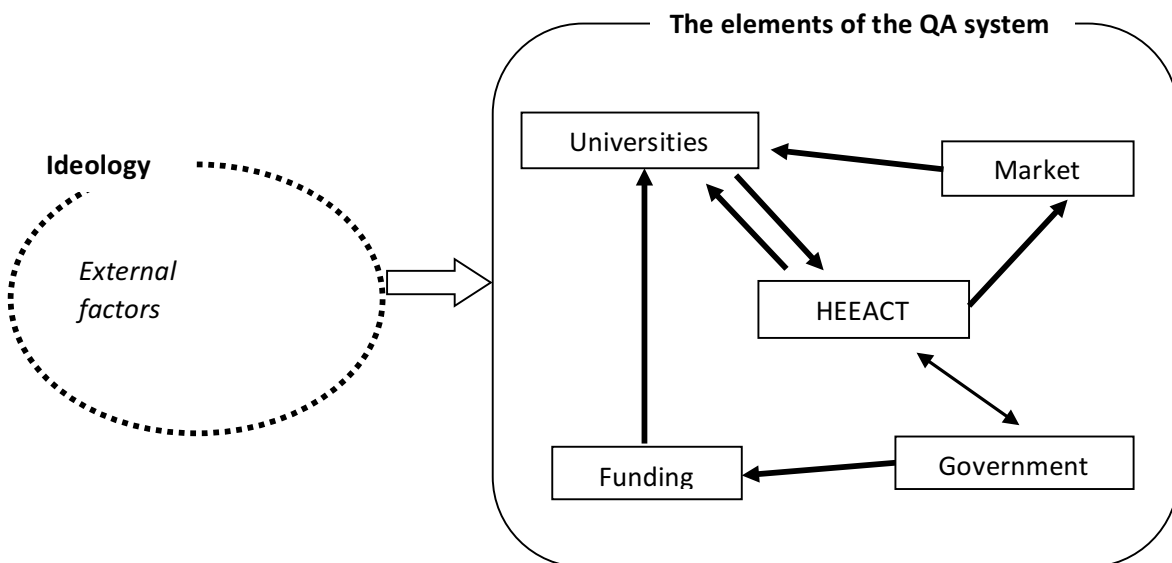 The elements of the QA system
Ideology
External
factors
Universities
Market
HEEACT
Government
Funding